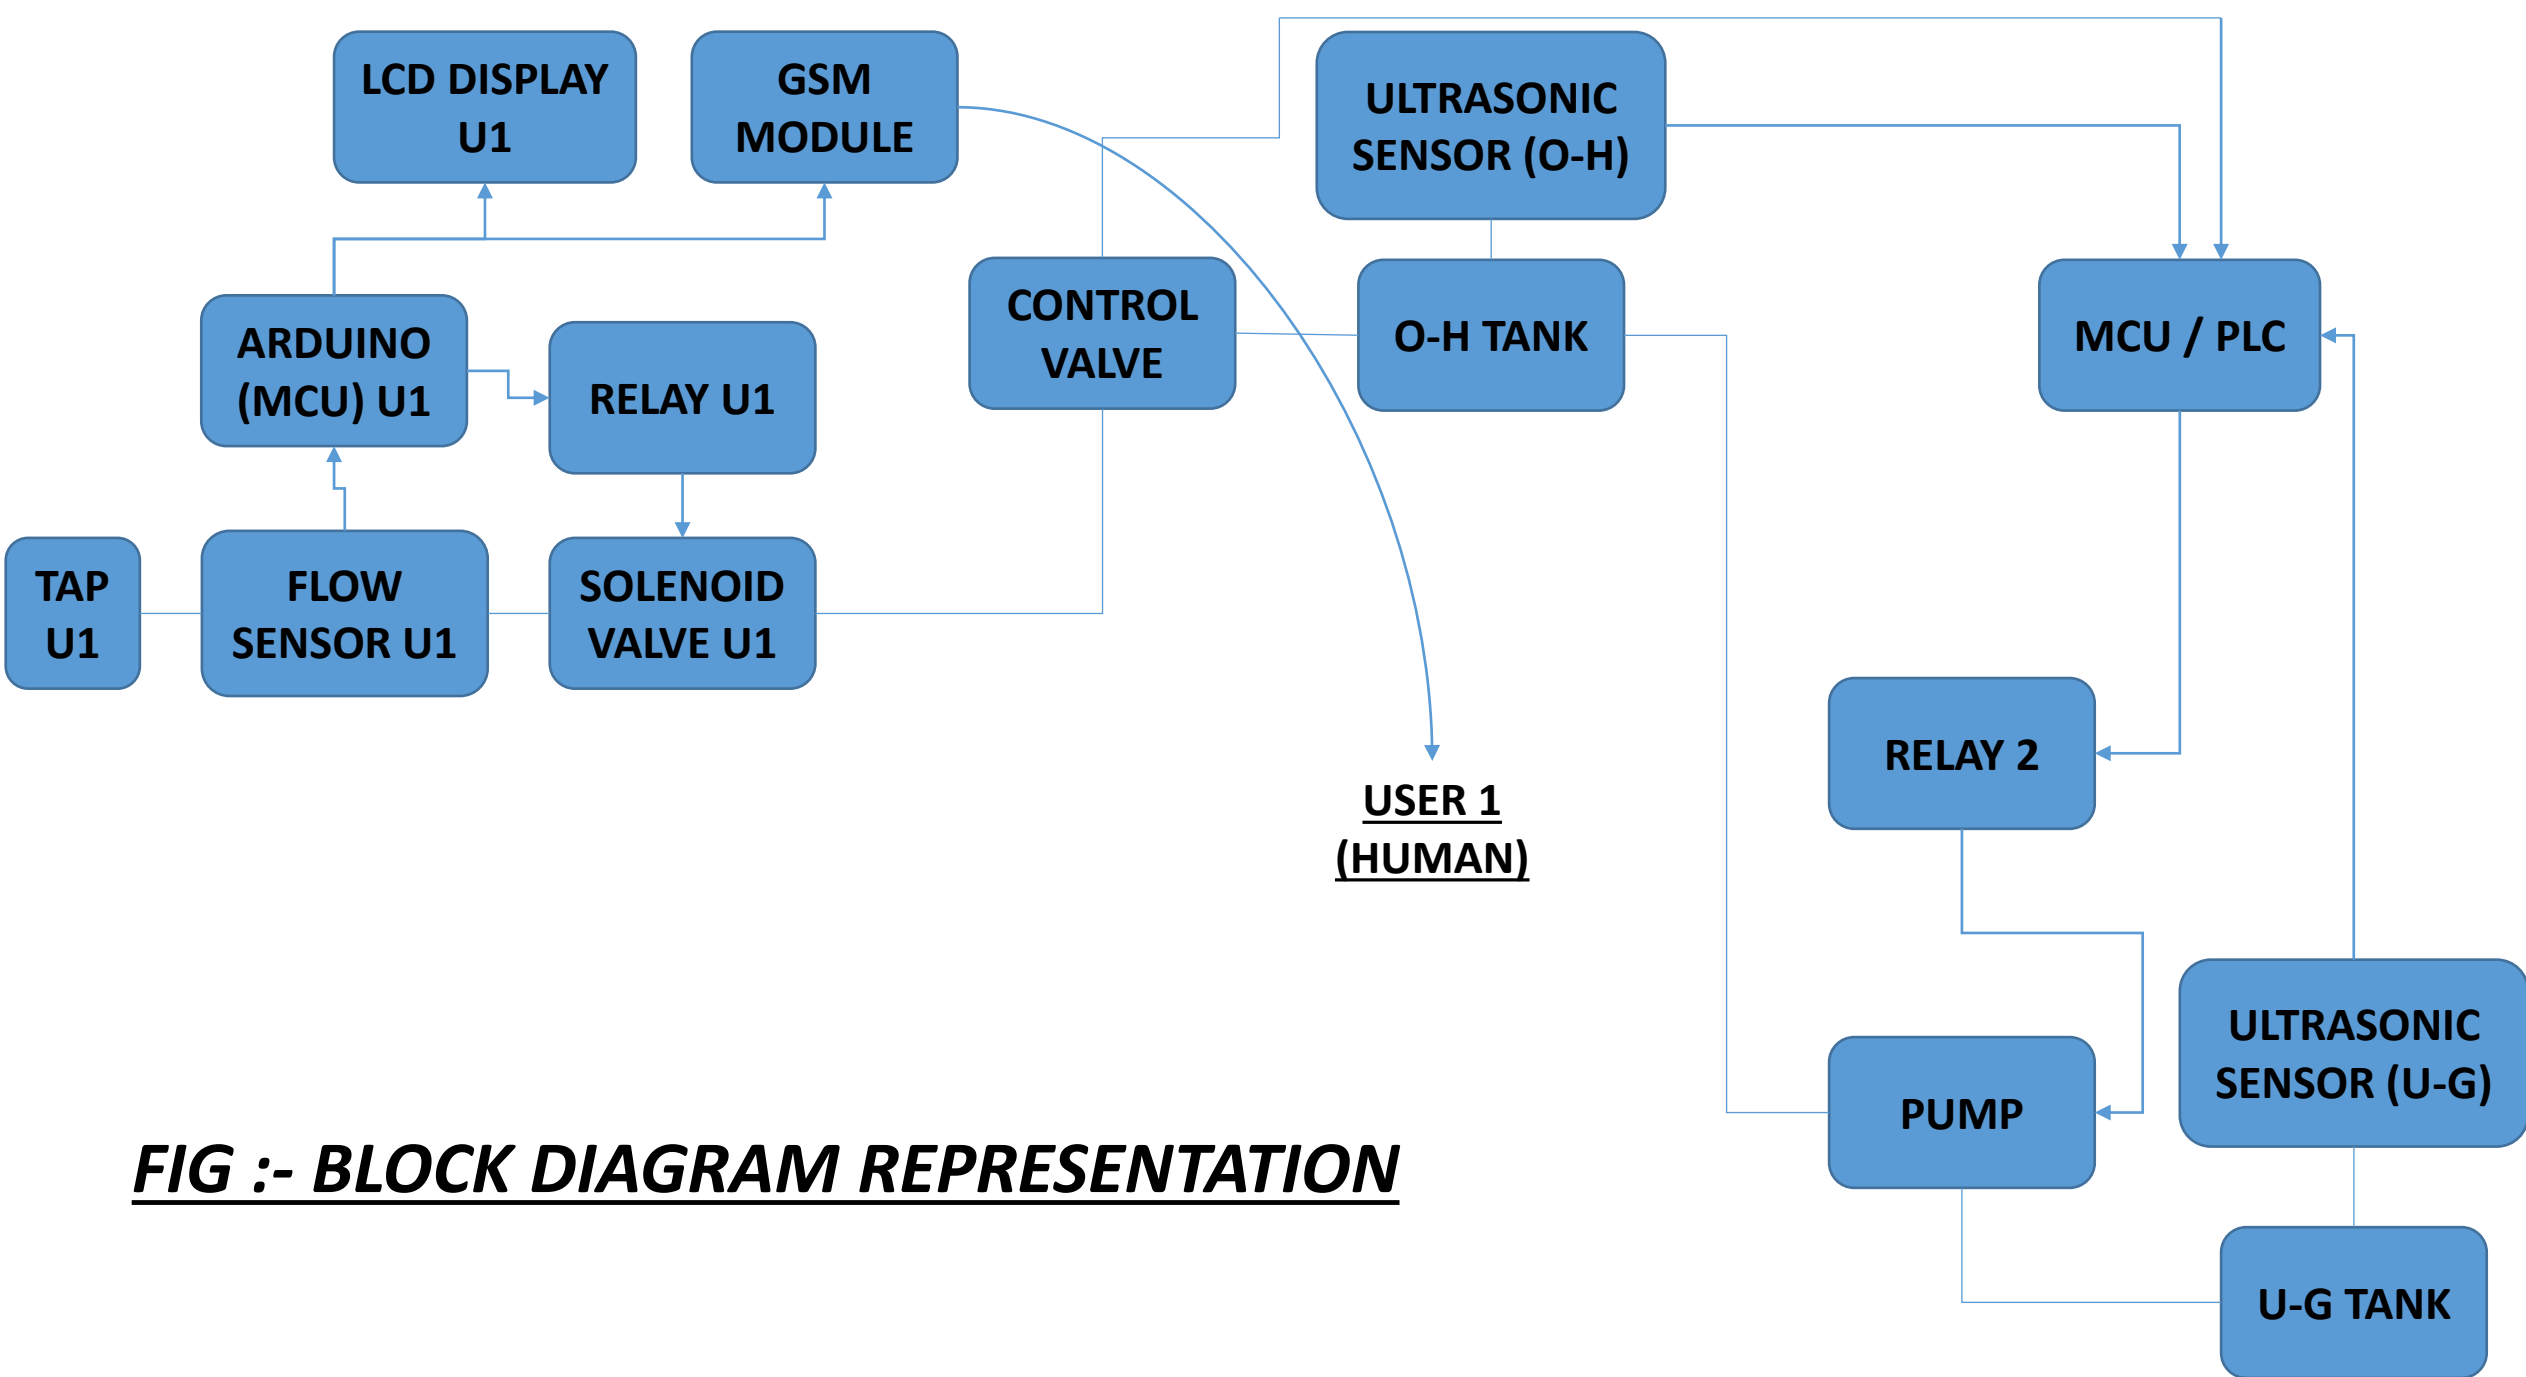 LCD DISPLAY
U1
GSM
MODULE
ULTRASONIC
SENSOR (O-H)
ARDUINO
(MCU) U1
RELAY U1
CONTROL
VALVE
O-H TANK
MCU / PLC
TAP
U1
FLOW
SENSOR U1
SOLENOID
VALVE U1
USER 1
(HUMAN)
RELAY 2
PUMP
ULTRASONIC
SENSOR (U-G)
U-G TANK
FIG :- BLOCK DIAGRAM REPRESENTATION